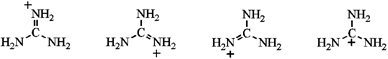 +
NH₂ NH₂ NH₂ NH₂
C C C C
H₂N NH₂ H₂N NH₂ H₂N NH₂ H₂N + NH₂
+ +